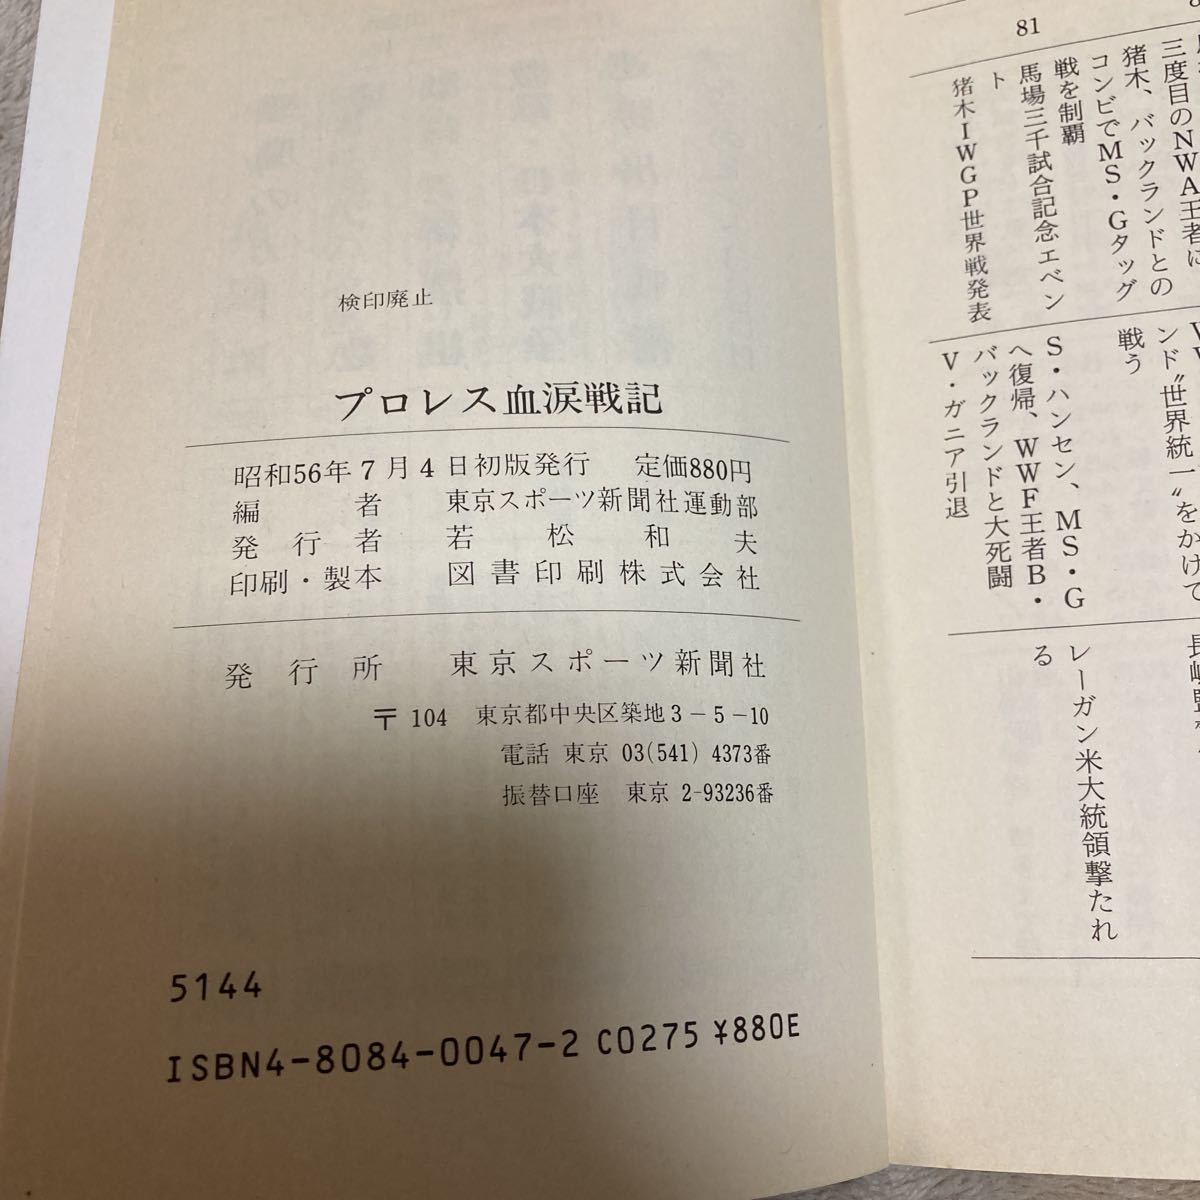 検印廃止
プロレス血涙戦記
昭和56年7月4日初版発行 定価880円
編者 東京スポーツ新聞社運動部
発行者 若松和夫
印刷・製本 図書印刷株式会社
発行所 東京スポーツ新聞社
〒104 東京都中央区築地3-5-10
電話 東京 03(541) 4373番
振替口座 東京 2-93236番
5144
ISBN4-8084-0047-2 C0275 ¥880E
81
三度目のNWA王者に
猪木、バックランドとの
コンビでMS・Gタッグ
戦を制覇
馬場三千試合記念エベン
ト
猪木IWGP世界戦発表
ンド〝世界統一〟をかけて
戦う
S・ハンセン、MS・G
へ復帰、WWF王者B・
バックランドと大死闘
V・ガニア引退
レーガン米大統領撃たれ
る